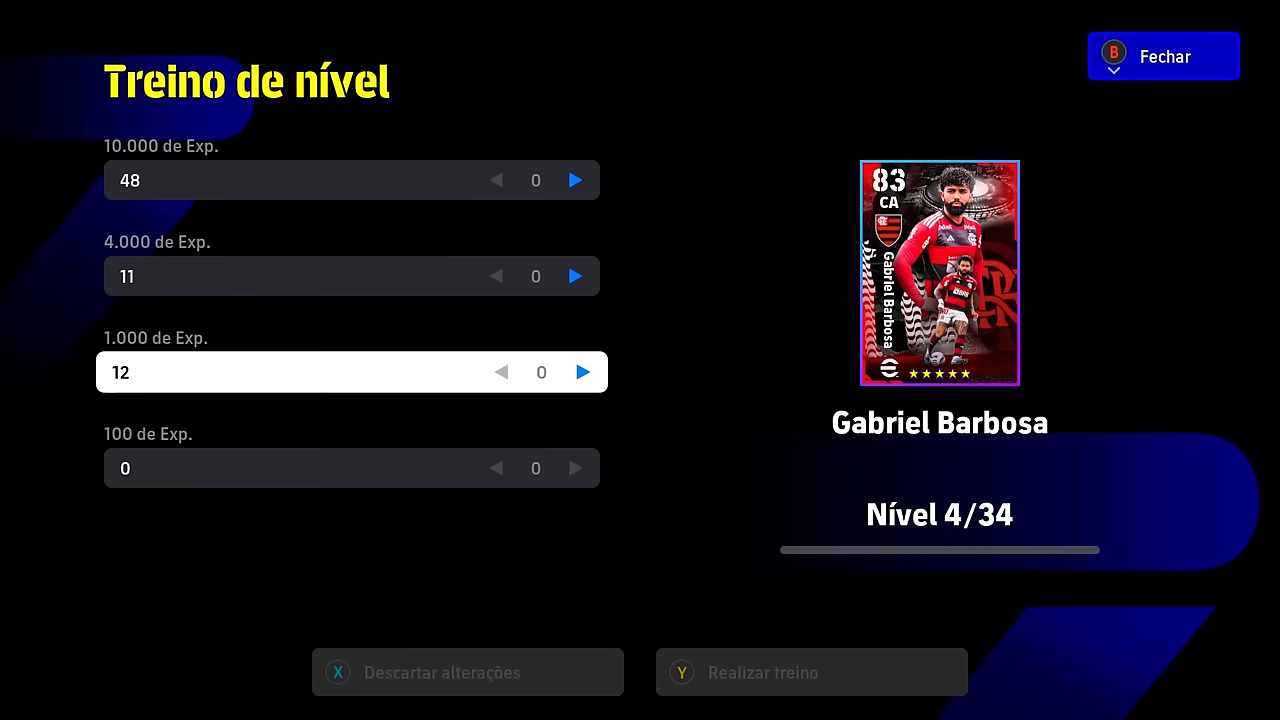 Treino de nível
B Fechar
10.000 de Exp.
48 0
4.000 de Exp.
11 0
1.000 de Exp.
12 0
100 de Exp.
0 0
83
CA
Gabriel Barbosa
Gabriel Barbosa
Nível 4/34
X Descartar alterações
Y Realizar treino